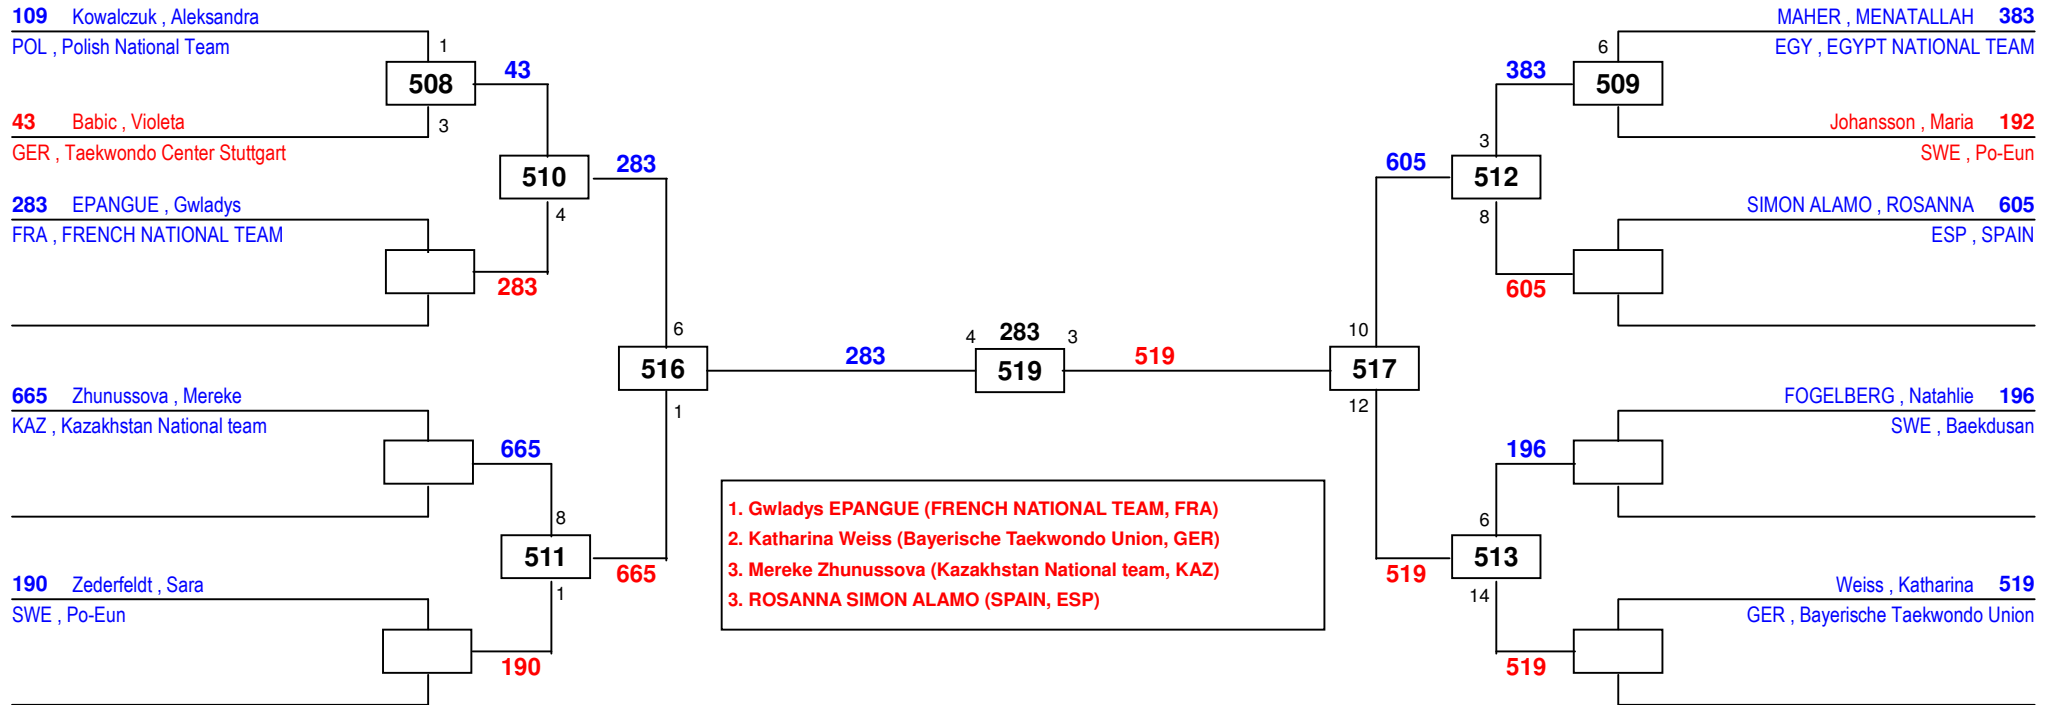 109 Kowalczuk , Aleksandra
POL , Polish National Team
1
508
43
43 Babic , Violeta
3
GER , Taekwondo Center Stuttgart
510
283
283 EPANGUE , Gwladys
4
FRA , FRENCH NATIONAL TEAM
283
6
516
283
1
665 Zhunussova , Mereke
KAZ , Kazakhstan National team
665
8
511
665
1
190 Zederfeldt , Sara
SWE , Po-Eun
190
4 283 3
519
519
MAHER , MENATALLAH 383
6
EGY , EGYPT NATIONAL TEAM
383
509
Johansson , Maria 192
3
SWE , Po-Eun
605
512
SIMON ALAMO , ROSANNA 605
8
ESP , SPAIN
605
10
517
12
FOGELBERG , Natahlie 196
SWE , Baekdusan
196
6
513
519
14
Weiss , Katharina 519
GER , Bayerische Taekwondo Union
519
1. Gwladys EPANGUE (FRENCH NATIONAL TEAM, FRA)
2. Katharina Weiss (Bayerische Taekwondo Union, GER)
3. Mereke Zhunussova (Kazakhstan National team, KAZ)
3. ROSANNA SIMON ALAMO (SPAIN, ESP)